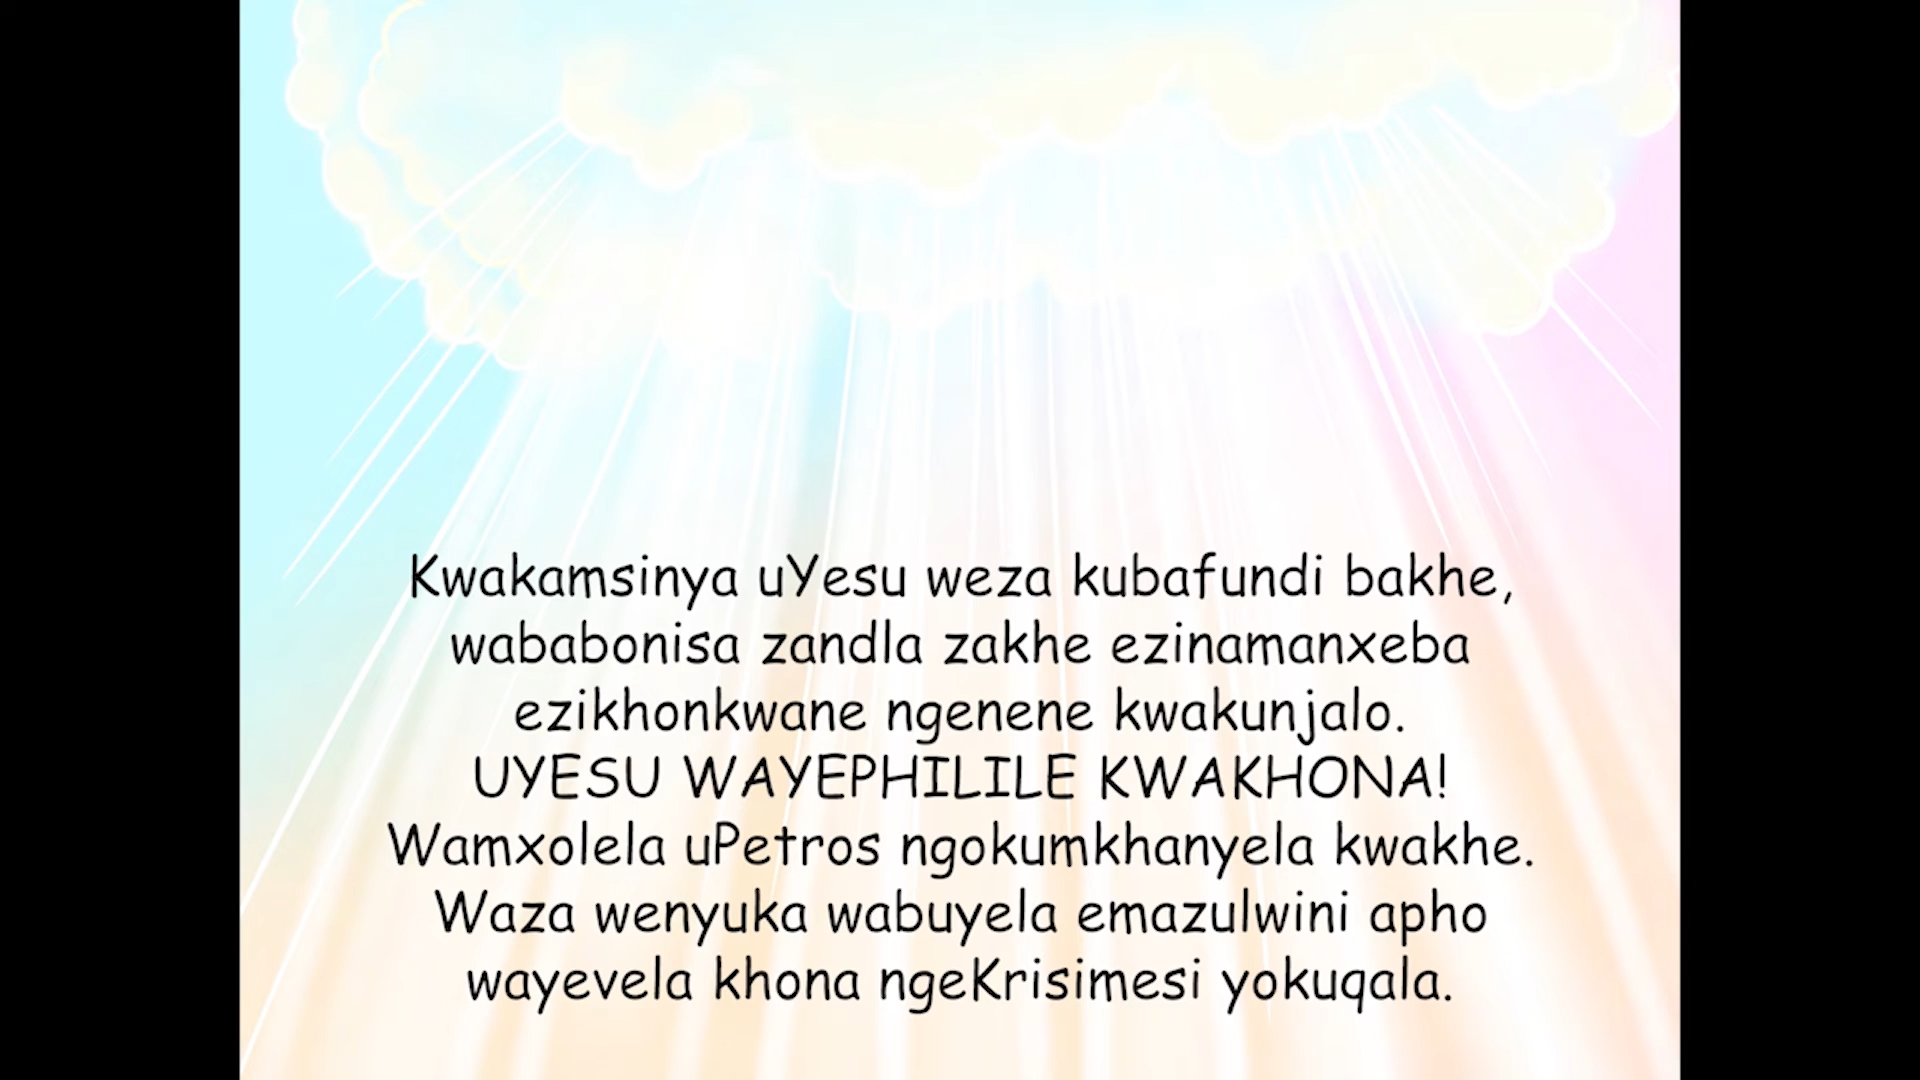 Kwakamsinya uYesu weza kubafundi bakhe,
wababonisa zandla zakhe ezinamanxeba
ezikhonkwane ngenene kwakunjalo.
UYESU WAYEPHILILE KWAKHONA!
Wamxolela uPetros ngokumkhanyela kwakhe.
Waza wenyuka wabuyela emazulwini apho
wayevela khona ngeKrisimesi yokuqala.